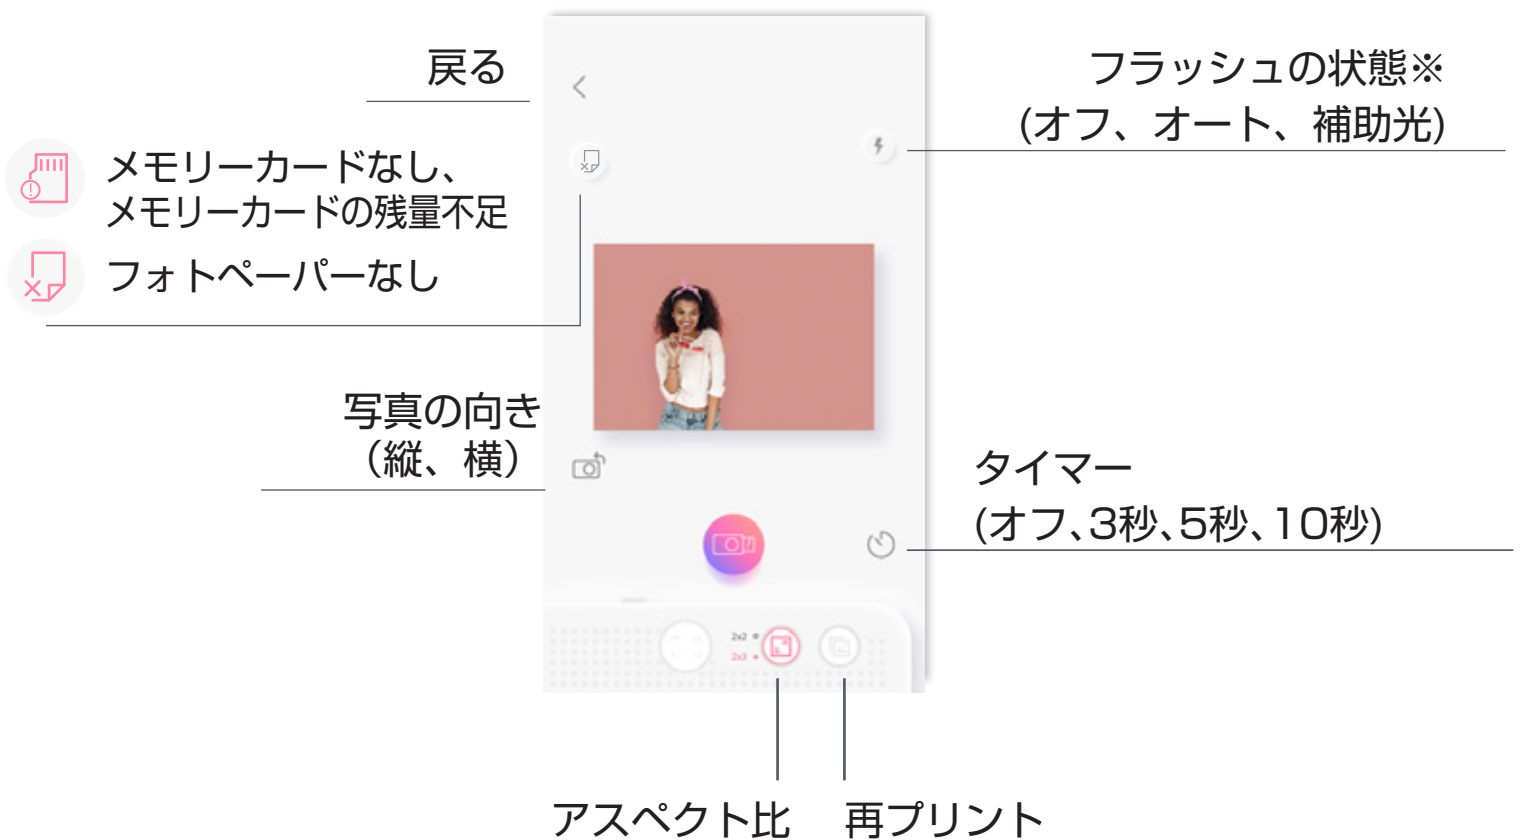 戻る
メモリーカードなし、
メモリーカードの残量不足
フォトペーパーなし
写真の向き
（縦、横）
フラッシュの状態※
(オフ、オート、補助光)
タイマー
(オフ、3秒、5秒、10秒)
2x2
2x3
アスペクト比
再プリント